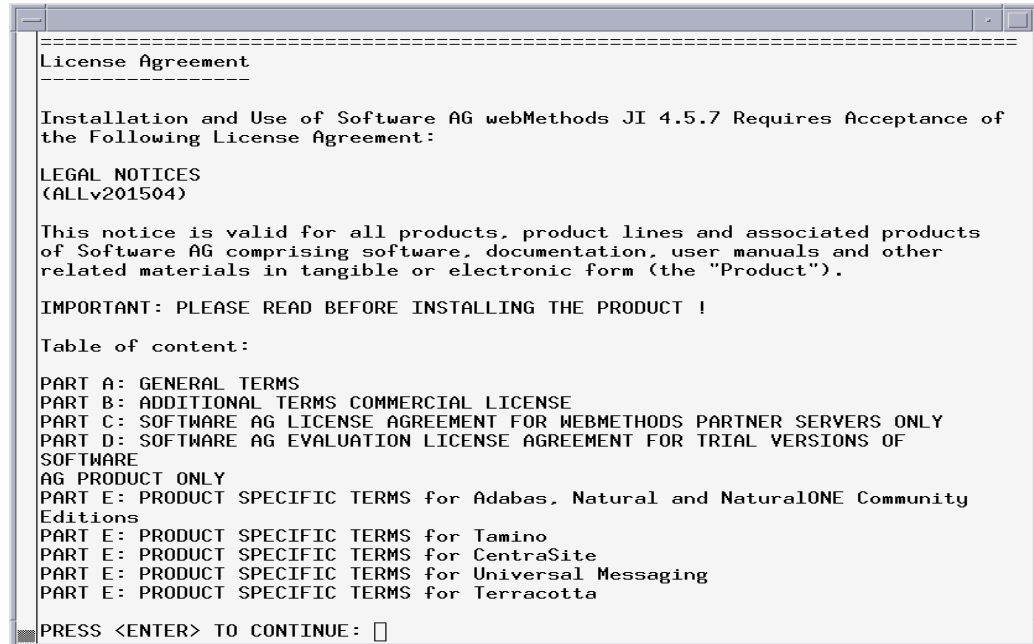 ===============================================================================
License Agreement
-----------------
Installation and Use of Software AG webMethods JI 4.5.7 Requires Acceptance of
the Following License Agreement:
LEGAL NOTICES
(ALLv201504)
This notice is valid for all products, product lines and associated products
of Software AG comprising software, documentation, user manuals and other
related materials in tangible or electronic form (the "Product").
IMPORTANT: PLEASE READ BEFORE INSTALLING THE PRODUCT !
Table of content:
PART A: GENERAL TERMS
PART B: ADDITIONAL TERMS COMMERCIAL LICENSE
PART C: SOFTWARE AG LICENSE AGREEMENT FOR WEBMETHODS PARTNER SERVERS ONLY
PART D: SOFTWARE AG EVALUATION LICENSE AGREEMENT FOR TRIAL VERSIONS OF
SOFTWARE
AG PRODUCT ONLY
PART E: PRODUCT SPECIFIC TERMS for Adabas, Natural and NaturalONE Community
Editions
PART E: PRODUCT SPECIFIC TERMS for Tamino
PART E: PRODUCT SPECIFIC TERMS for CentraSite
PART E: PRODUCT SPECIFIC TERMS for Universal Messaging
PART E: PRODUCT SPECIFIC TERMS for Terracotta
PRESS <ENTER> TO CONTINUE: